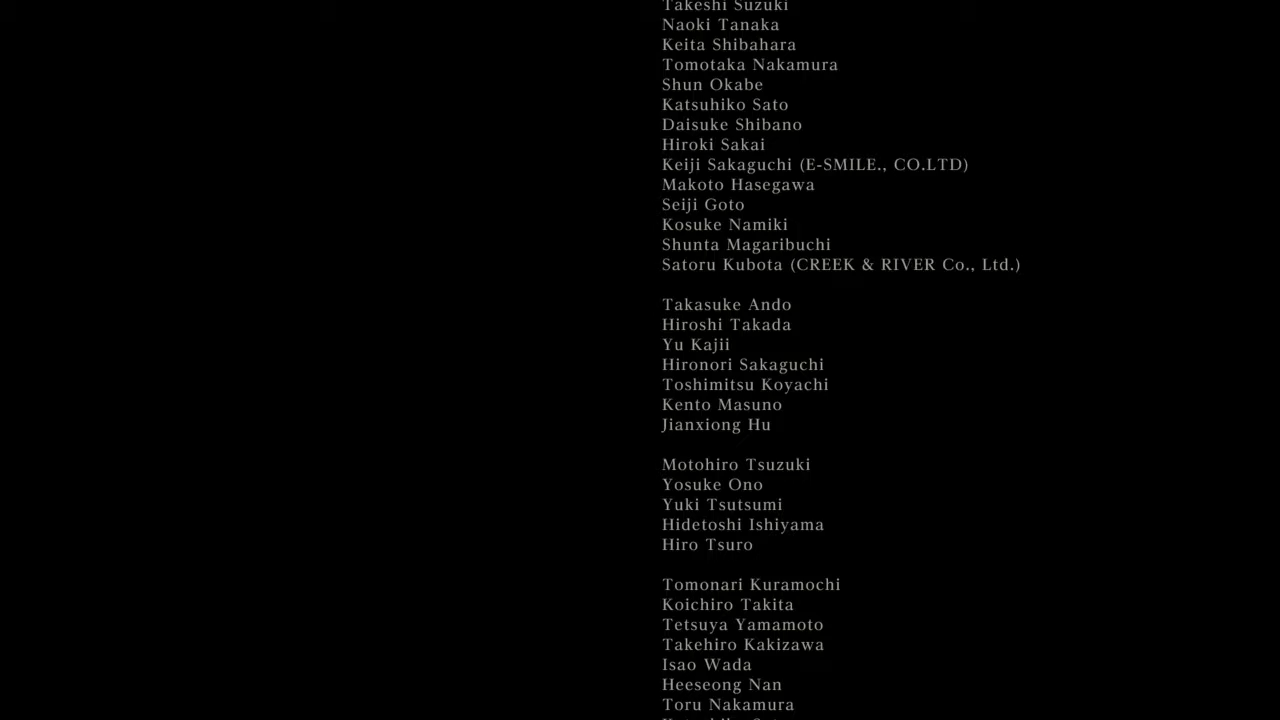 Takeshi Suzuki
Naoki Tanaka
Keita Shibahara
Tomotaka Nakamura
Shun Okabe
Katsuhiko Sato
Daisuke Shibano
Hiroki Sakai
Keiji Sakaguchi (E-SMILE., CO.LTD)
Makoto Hasegawa
Seiji Goto
Kosuke Namiki
Shunta Magaribuchi
Satoru Kubota (CREEK & RIVER Co., Ltd.)
Takasuke Ando
Hiroshi Takada
Yu Kajii
Hironori Sakaguchi
Toshimitsu Koyachi
Kento Masuno
Jianxiong Hu
Motohiro Tsuzuki
Yosuke Ono
Yuki Tsutsumi
Hidetoshi Ishiyama
Hiro Tsuro
Tomonari Kuramochi
Koichiro Takita
Tetsuya Yamamoto
Takehiro Kakizawa
Isao Wada
Heeseong Nan
Toru Nakamura